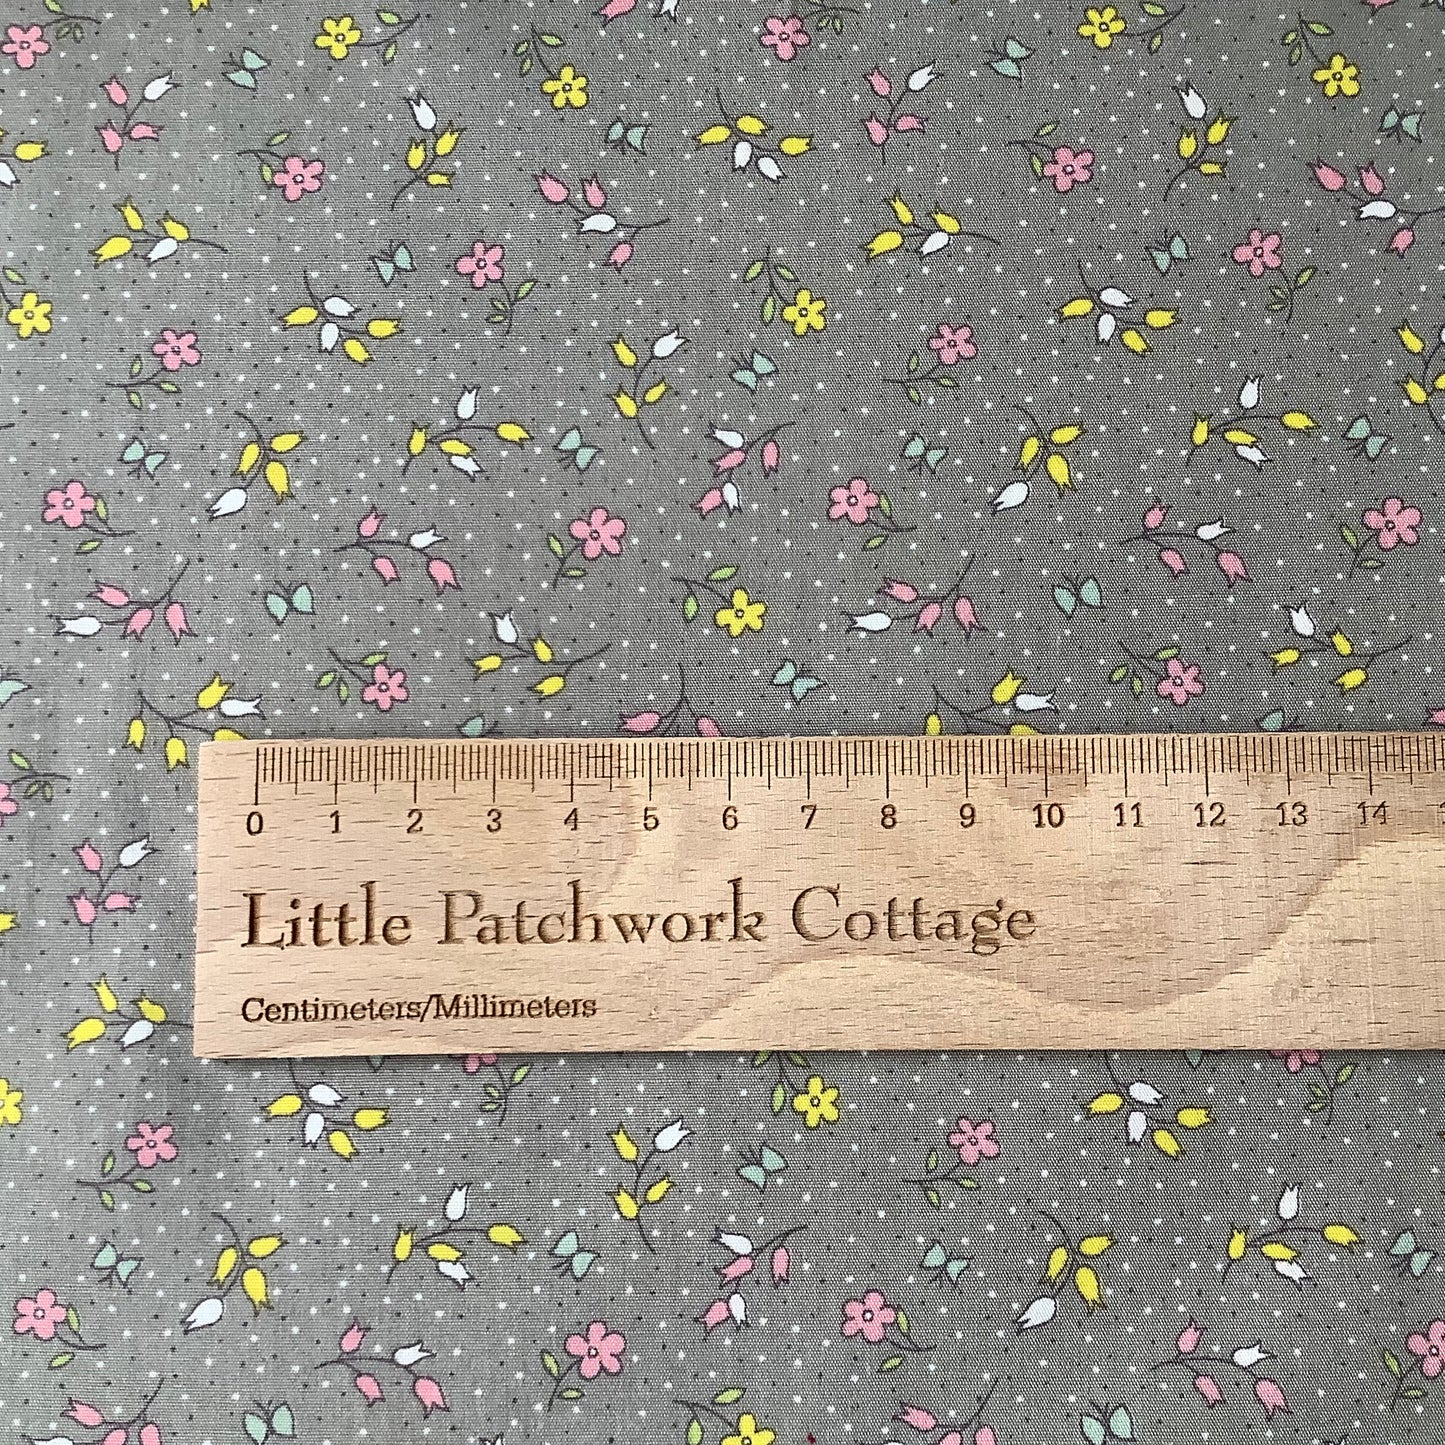 0 1 2 3 4 5 6 7 8 9 10 11 12 13 14
Little Patchwork Cottage
Centimeters/Millimeters